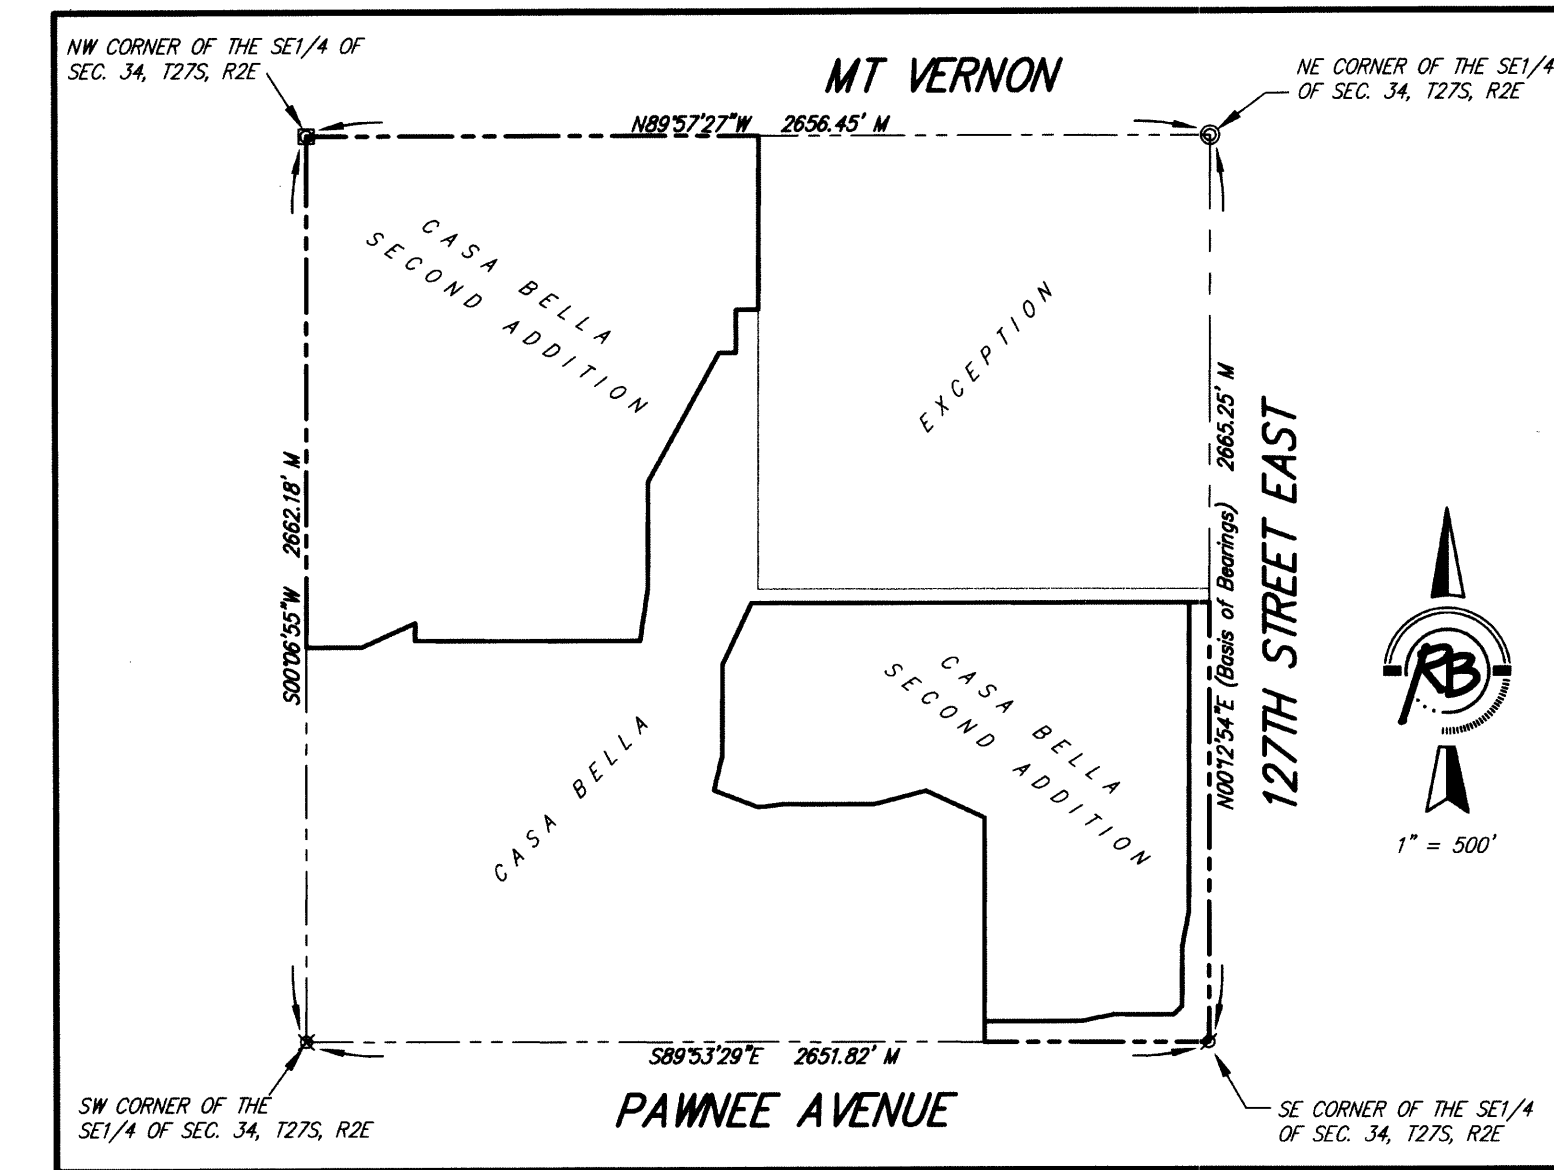 NW CORNER OF THE SE1/4 OF
SEC. 34, T27S, R2E
MT VERNON
NE CORNER OF THE SE1/4
OF SEC. 34, T27S, R2E
N89°57'27"W 2656.45' M
CASA BELLA
SECOND ADDITION
EXCEPTION
S00°06'55"W 2662.18' M
N00°12'54"E (Basis of Bearings) 2665.25' M
127TH STREET EAST
CASA BELLA
CASA BELLA
SECOND ADDITION
RB
1" = 500'
S89°53'29"E 2651.82' M
PAWNEE AVENUE
SW CORNER OF THE
SE1/4 OF SEC. 34, T27S, R2E
SE CORNER OF THE SE1/4
OF SEC. 34, T27S, R2E